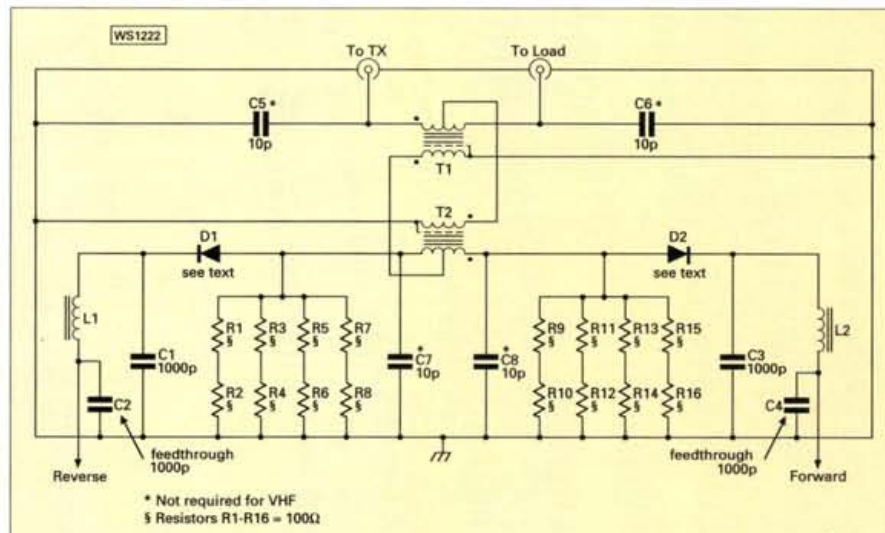 WS1222
To TX
To Load
C5 *
10p
C6 *
10p
T1
T2
D1
see text
D2
see text
L1
C1
1000p
C2
feedthrough
1000p
R1
§
R3
§
R5
§
R7
§
R2
§
R4
§
R6
§
R8
§
*
C7
10p
*
C8
10p
R9
§
R11
§
R13
§
R15
§
R10
§
R12
§
R14
§
R16
§
C3
1000p
L2
C4
feedthrough
1000p
Reverse
Forward
* Not required for VHF
§ Resistors R1-R16 = 100Ω